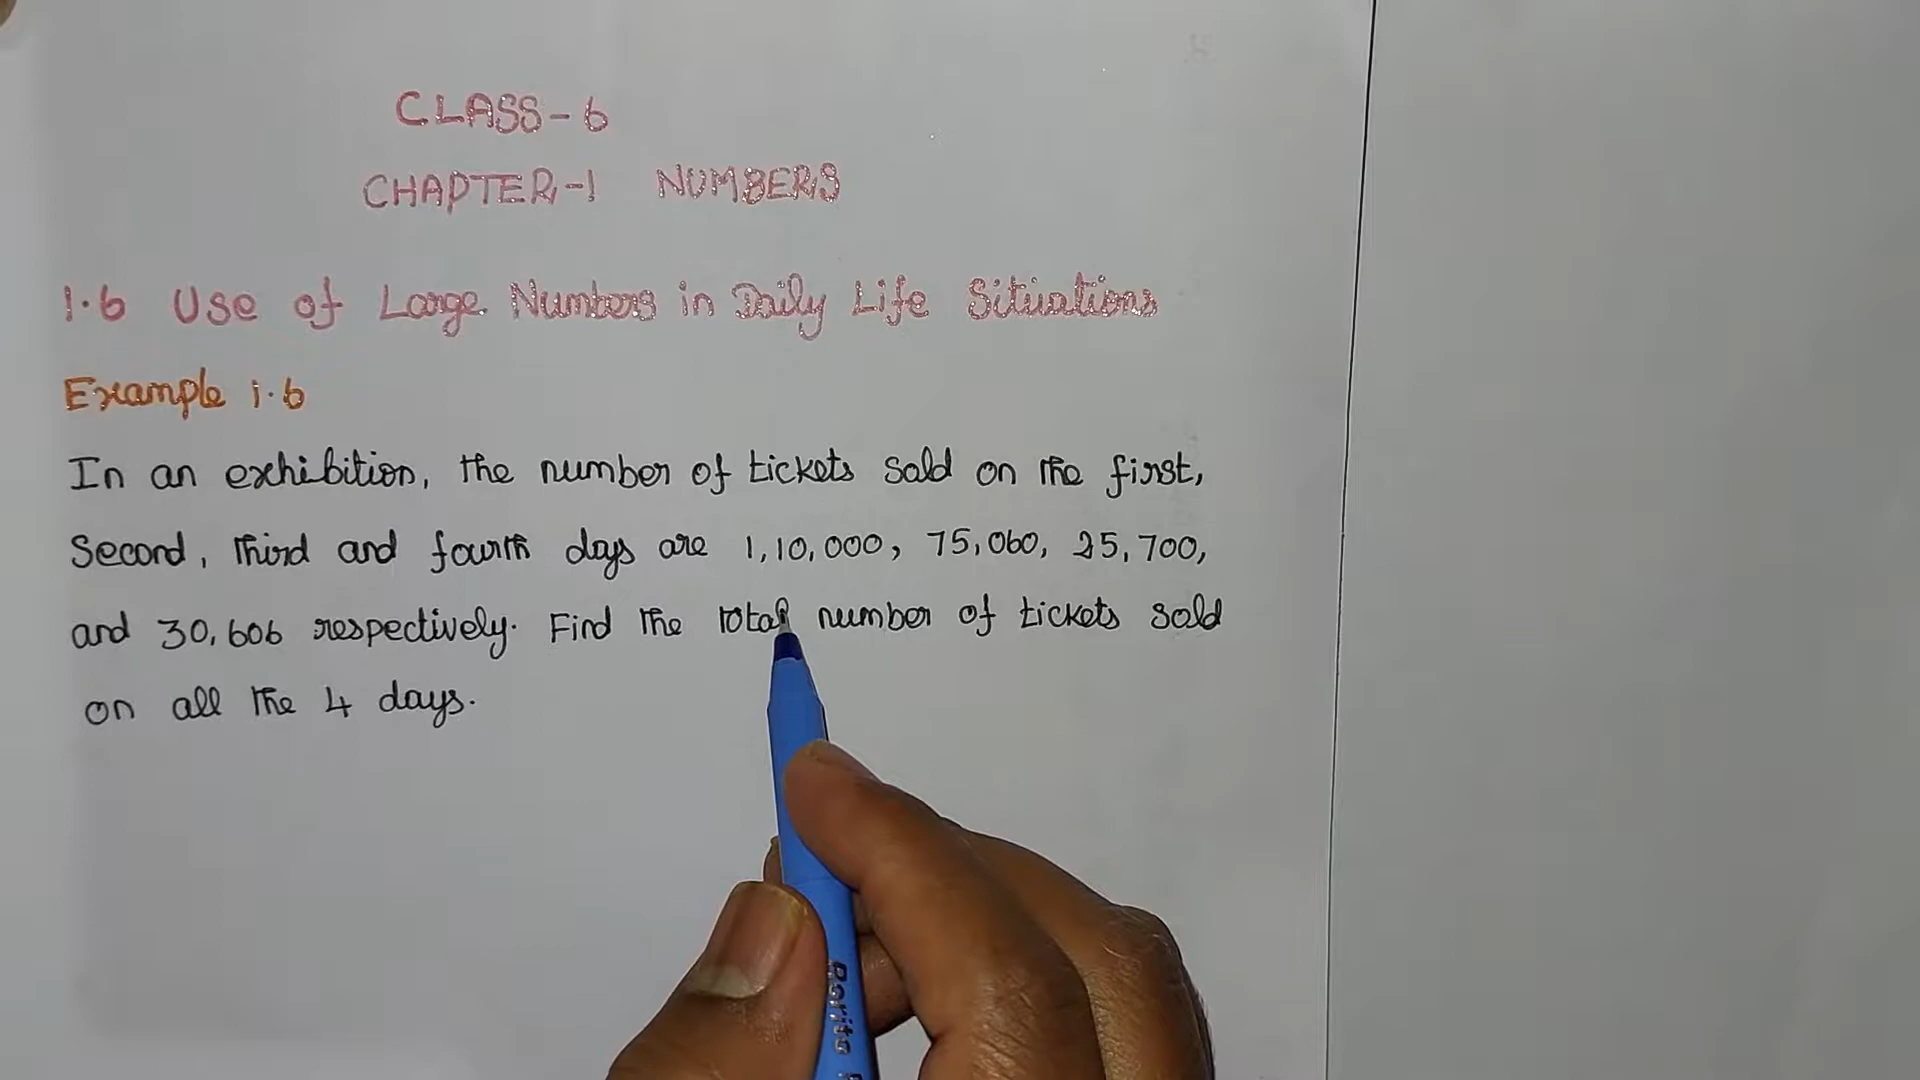 CLASS-6
CHAPTER-1 NUMBERS
1.6 Use of Large Numbers in Daily Life Situations
Example 1.6
In an exhibition, the number of tickets sold on the first,
Second, third and fourth days are 1,10,000, 75,060, 25,700,
and 30,606 respectively. Find the total number of tickets sold
on all the 4 days.
Rorito